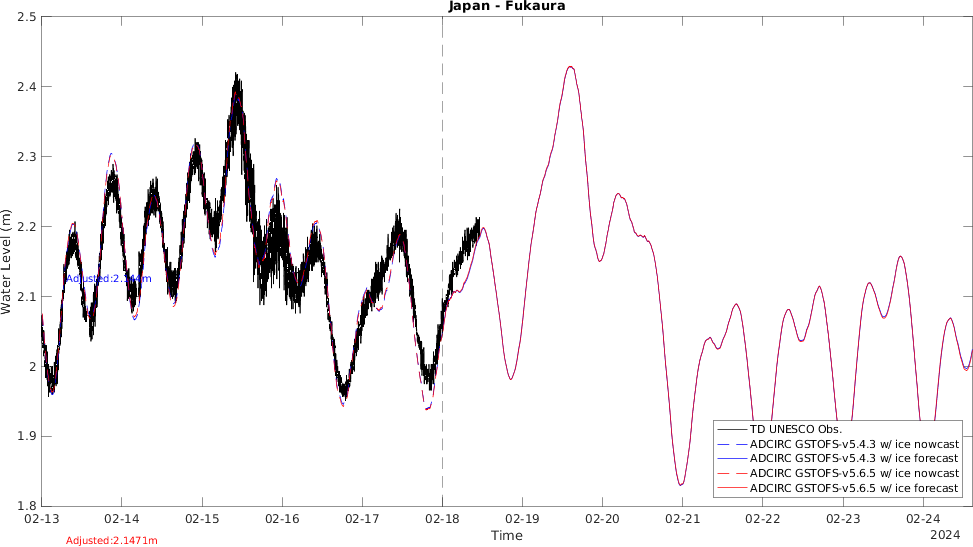 Japan - Fukaura
2.5
2.4
2.3
2.2
2.1
2
1.9
1.8
Water Level (m)
TD UNESCO Obs.
ADCIRC GSTOFS-v5.4.3 w/ ice nowcast
ADCIRC GSTOFS-v5.4.3 w/ ice forecast
ADCIRC GSTOFS-v5.6.5 w/ ice nowcast
ADCIRC GSTOFS-v5.6.5 w/ ice forecast
02-13 02-14 02-15 02-16 02-17 02-18 02-19 02-20 02-21 02-22 02-23 02-24
Time
2024
Adjusted:2.1471m